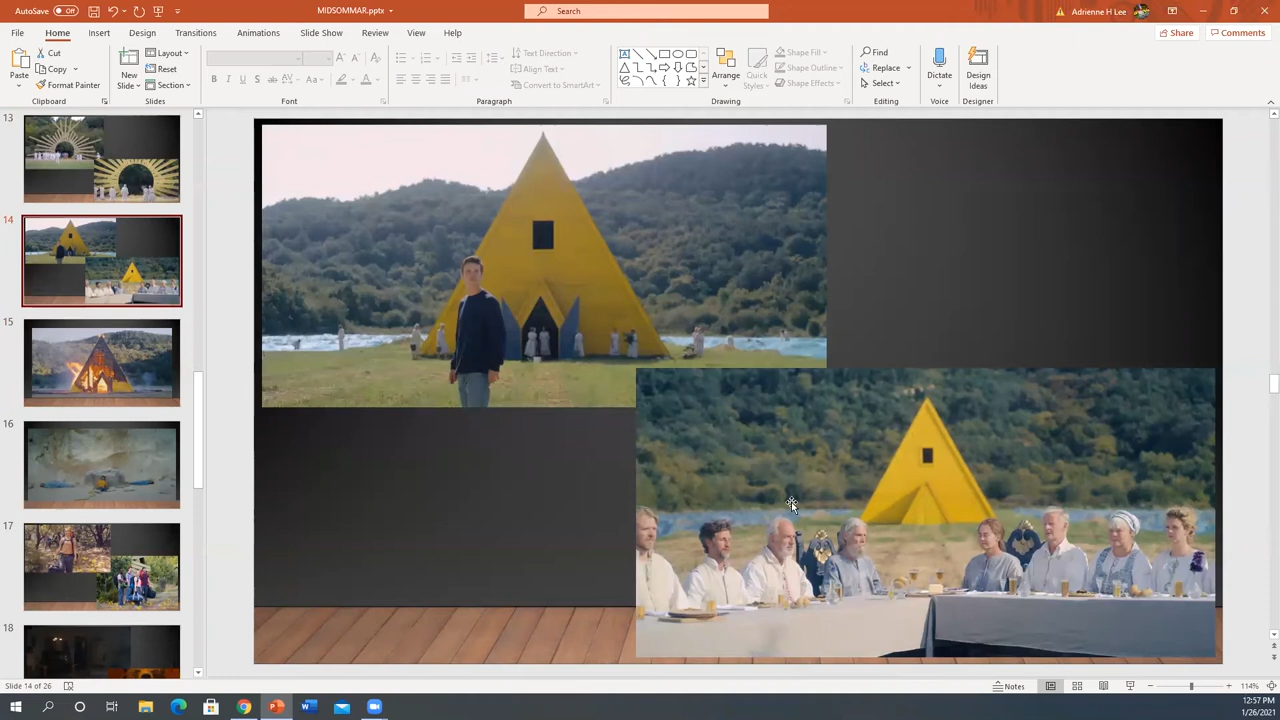 AutoSave Off
MIDSOMMAR.pptx
Search
Adrienne H Lee
File Home Insert Design Transitions Animations Slide Show Review View Help
Share Comments
Paste
Cut
Copy
Format Painter
Clipboard
New Slide
Layout
Reset
Section
Slides
B I U S ab AV Aa A
Font
Text Direction
Align Text
Convert to SmartArt
Paragraph
Arrange
Quick Styles
Shape Fill
Shape Outline
Shape Effects
Drawing
Find
Replace
Select
Editing
Dictate
Voice
Design Ideas
Designer
13
14
15
16
17
18
Slide 14 of 26
Notes
114%
12:57 PM
1/26/2021